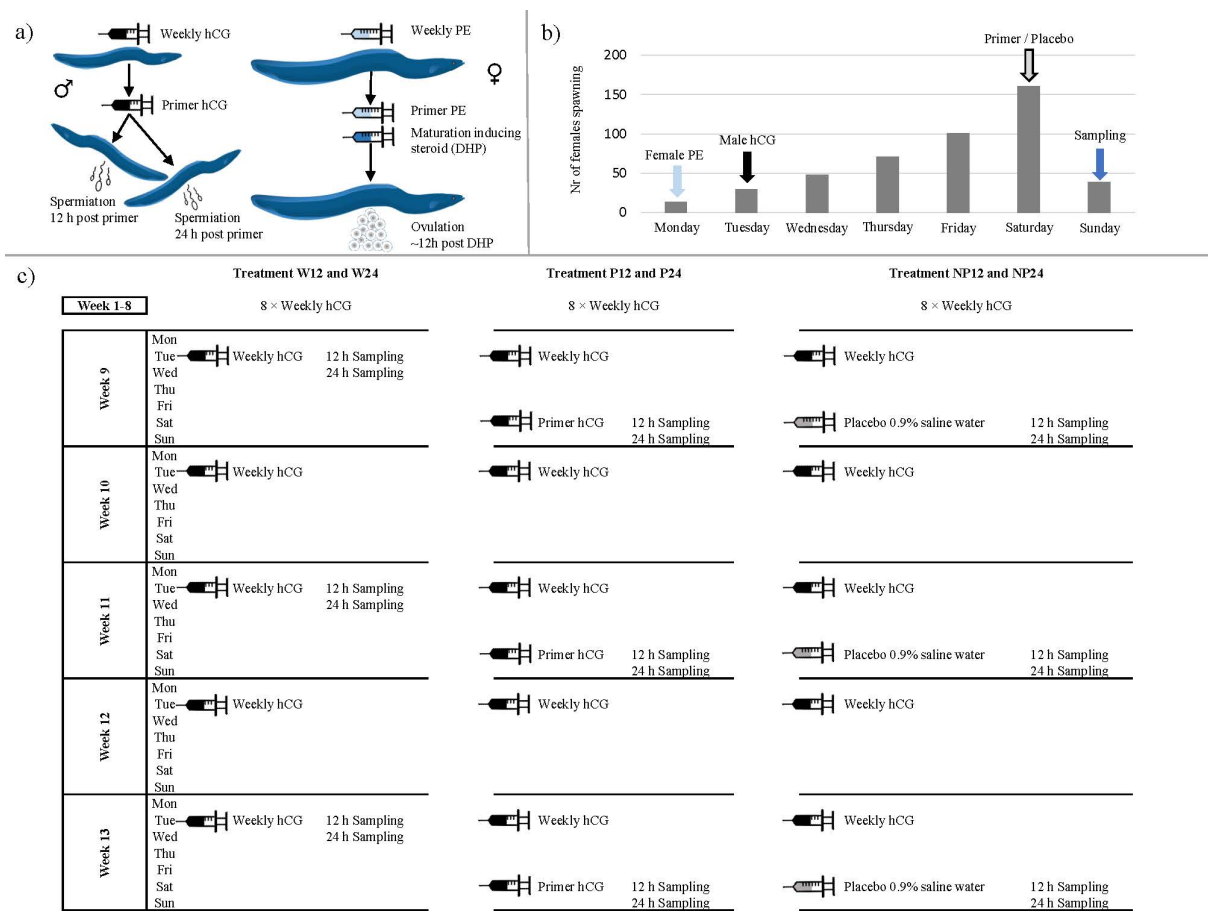 a)
Weekly hCG
♂
Primer hCG
Spermiation
12 h post primer
Spermiation
24 h post primer
Weekly PE
♀
Primer PE
Maturation inducing
steroid (DHP)
Ovulation
~12h post DHP
b)
Nr of females spawning
200
150
100
50
0
Female PE
Male hCG
Primer / Placebo
Sampling
Monday Tuesday Wednesday Thursday Friday Saturday Sunday
c)
Treatment W12 and W24 Treatment P12 and P24 Treatment NP12 and NP24
Week 1-8 8 × Weekly hCG 8 × Weekly hCG 8 × Weekly hCG
Week 9
Mon
Tue Weekly hCG 12 h Sampling Weekly hCG Weekly hCG
Wed 24 h Sampling
Thu
Fri
Sat Primer hCG 12 h Sampling Placebo 0.9% saline water 12 h Sampling
Sun 24 h Sampling 24 h Sampling
Week 10
Mon
Tue Weekly hCG Weekly hCG Weekly hCG
Wed
Thu
Fri
Sat
Sun
Week 11
Mon
Tue Weekly hCG 12 h Sampling Weekly hCG Weekly hCG
Wed 24 h Sampling
Thu
Fri
Sat Primer hCG 12 h Sampling Placebo 0.9% saline water 12 h Sampling
Sun 24 h Sampling 24 h Sampling
Week 12
Mon
Tue Weekly hCG Weekly hCG Weekly hCG
Wed
Thu
Fri
Sat
Sun
Week 13
Mon
Tue Weekly hCG 12 h Sampling Weekly hCG Weekly hCG
Wed 24 h Sampling
Thu
Fri
Sat Primer hCG 12 h Sampling Placebo 0.9% saline water 12 h Sampling
Sun 24 h Sampling 24 h Sampling